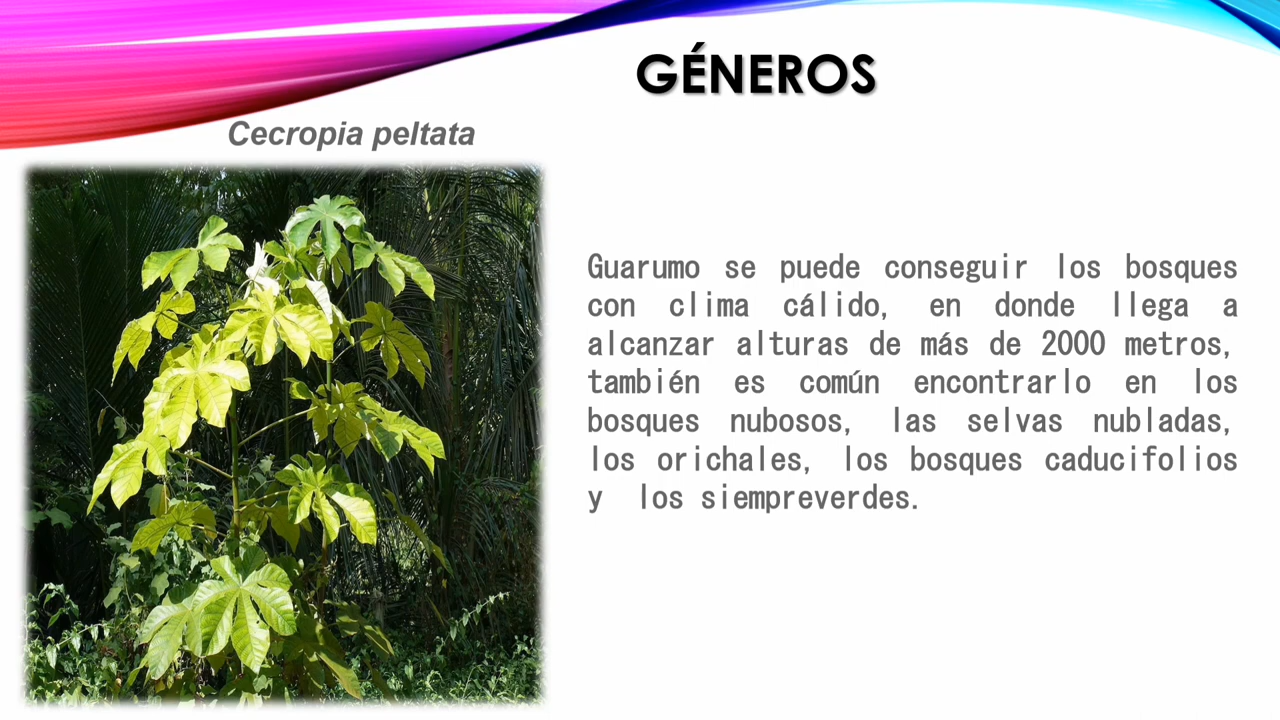 GÉNEROS
Cecropia peltata
Guarumo se puede conseguir los bosques
con clima cálido, en donde llega a
alcanzar alturas de más de 2000 metros,
también es común encontrarlo en los
bosques nubosos, las selvas nubladas,
los orichales, los bosques caducifolios
y los siempreverdes.